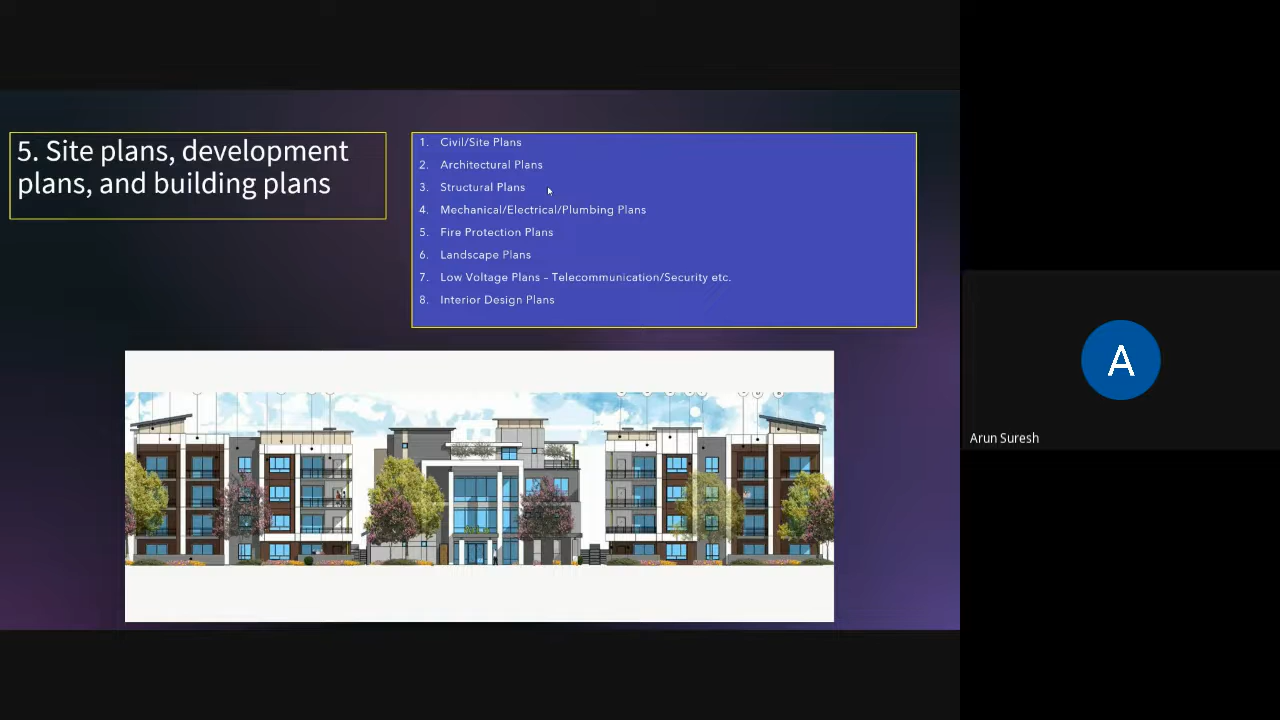 5. Site plans, development
plans, and building plans
1. Civil/Site Plans
2. Architectural Plans
3. Structural Plans
4. Mechanical/Electrical/Plumbing Plans
5. Fire Protection Plans
6. Landscape Plans
7. Low Voltage Plans – Telecommunication/Security etc.
8. Interior Design Plans
A
Arun Suresh